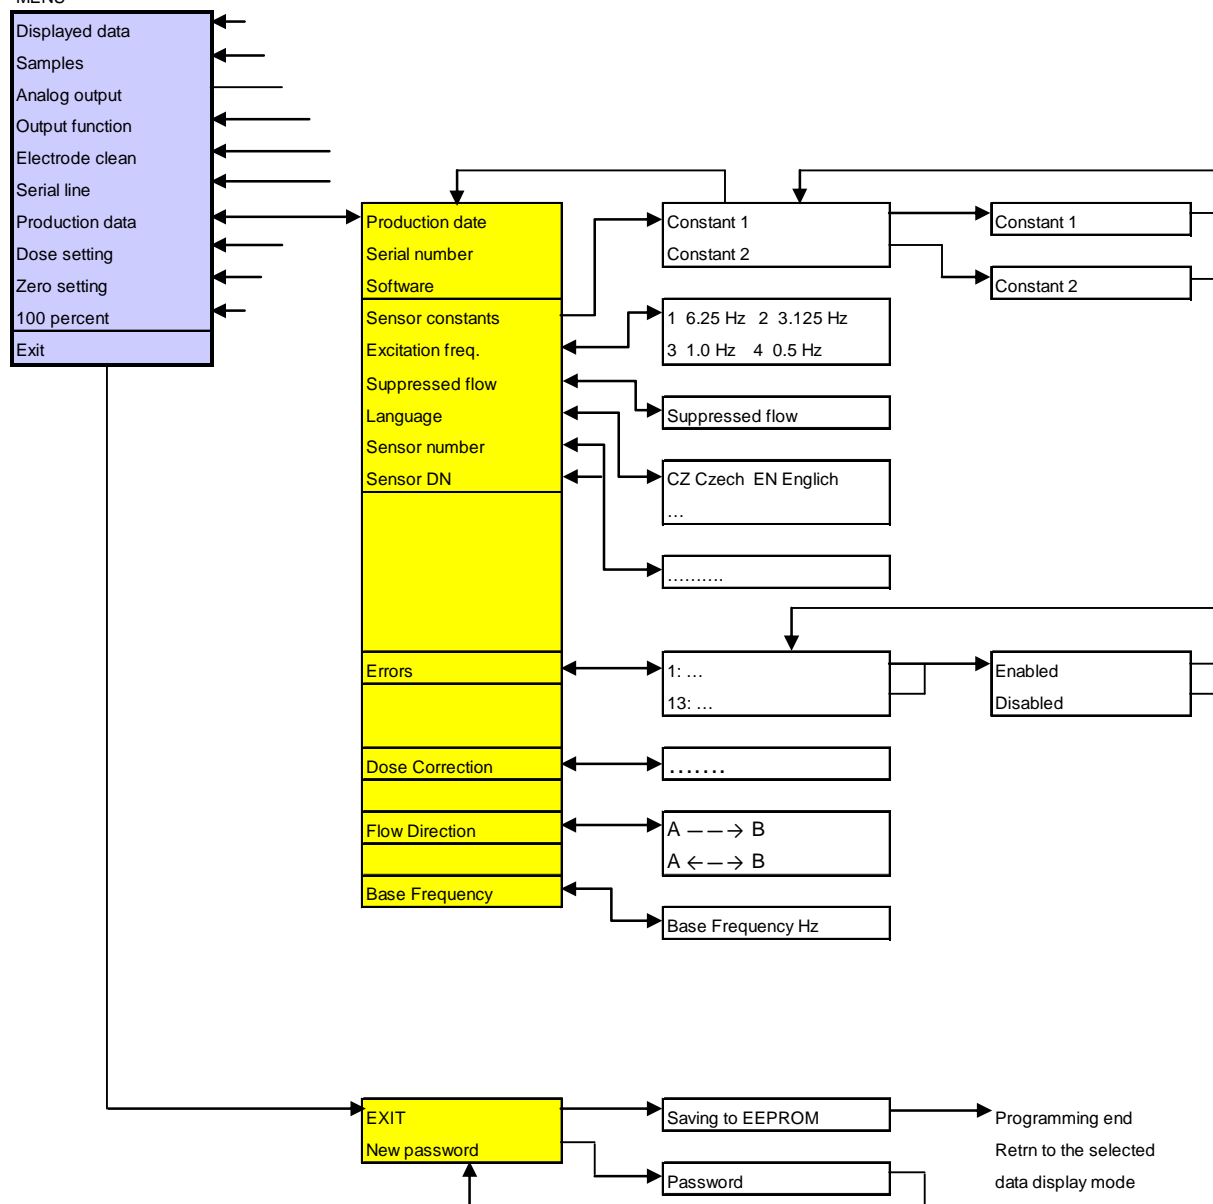 MENU
Displayed data
Samples
Analog output
Output function
Electrode clean
Serial line
Production data
Dose setting
Zero setting
100 percent
Exit
Production date
Serial number
Software
Sensor constants
Excitation freq.
Suppressed flow
Language
Sensor number
Sensor DN
Errors
Dose Correction
Flow Direction
Base Frequency
Constant 1
Constant 2
Constant 1
Constant 2
1 6.25 Hz 2 3.125 Hz
3 1.0 Hz 4 0.5 Hz
Suppressed flow
CZ Czech EN Englich
...
..........
1: ...
13: ...
Enabled
Disabled
.......
A ——→ B
A ←—→ B
Base Frequency Hz
EXIT
New password
Saving to EEPROM
Password
Programming end
Retrn to the selected
data display mode